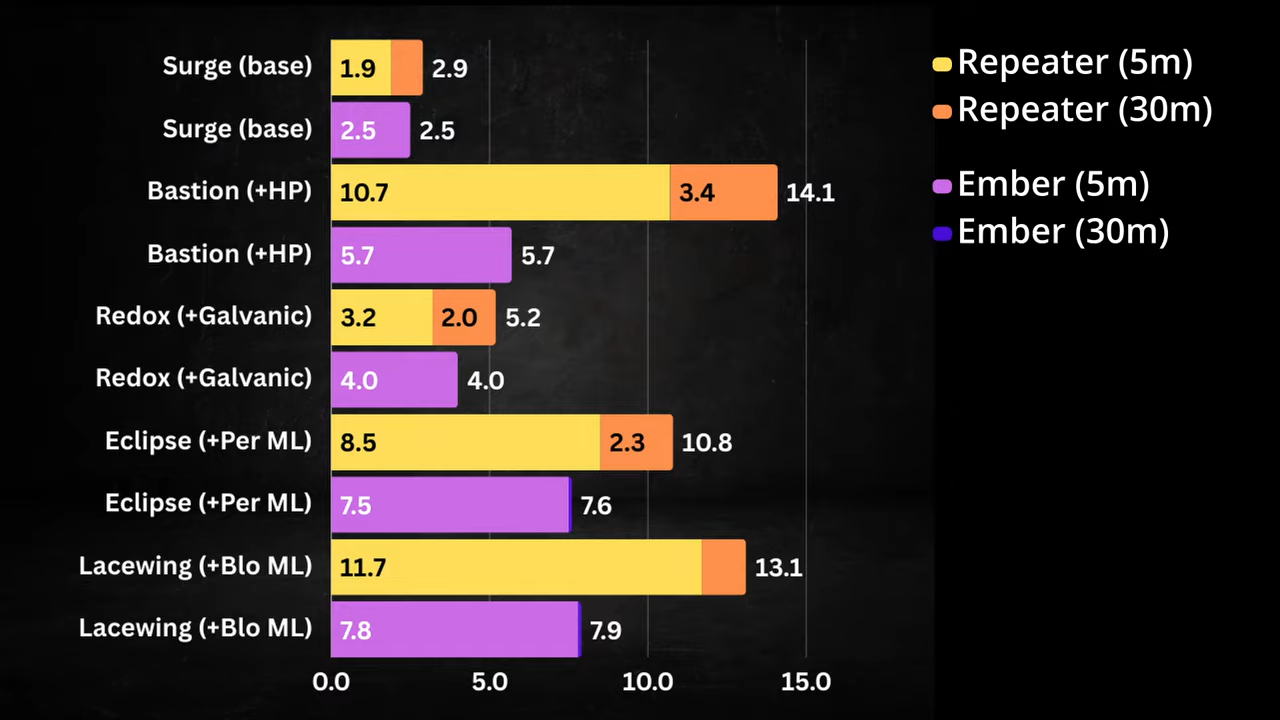 Surge (base) 1.9 2.9
Surge (base) 2.5 2.5
Bastion (+HP) 10.7 3.4 14.1
Bastion (+HP) 5.7 5.7
Redox (+Galvanic) 3.2 2.0 5.2
Redox (+Galvanic) 4.0 4.0
Eclipse (+Per ML) 8.5 2.3 10.8
Eclipse (+Per ML) 7.5 7.6
Lacewing (+Blo ML) 11.7 13.1
Lacewing (+Blo ML) 7.8 7.9
0.0 5.0 10.0 15.0
Repeater (5m)
Repeater (30m)
Ember (5m)
Ember (30m)